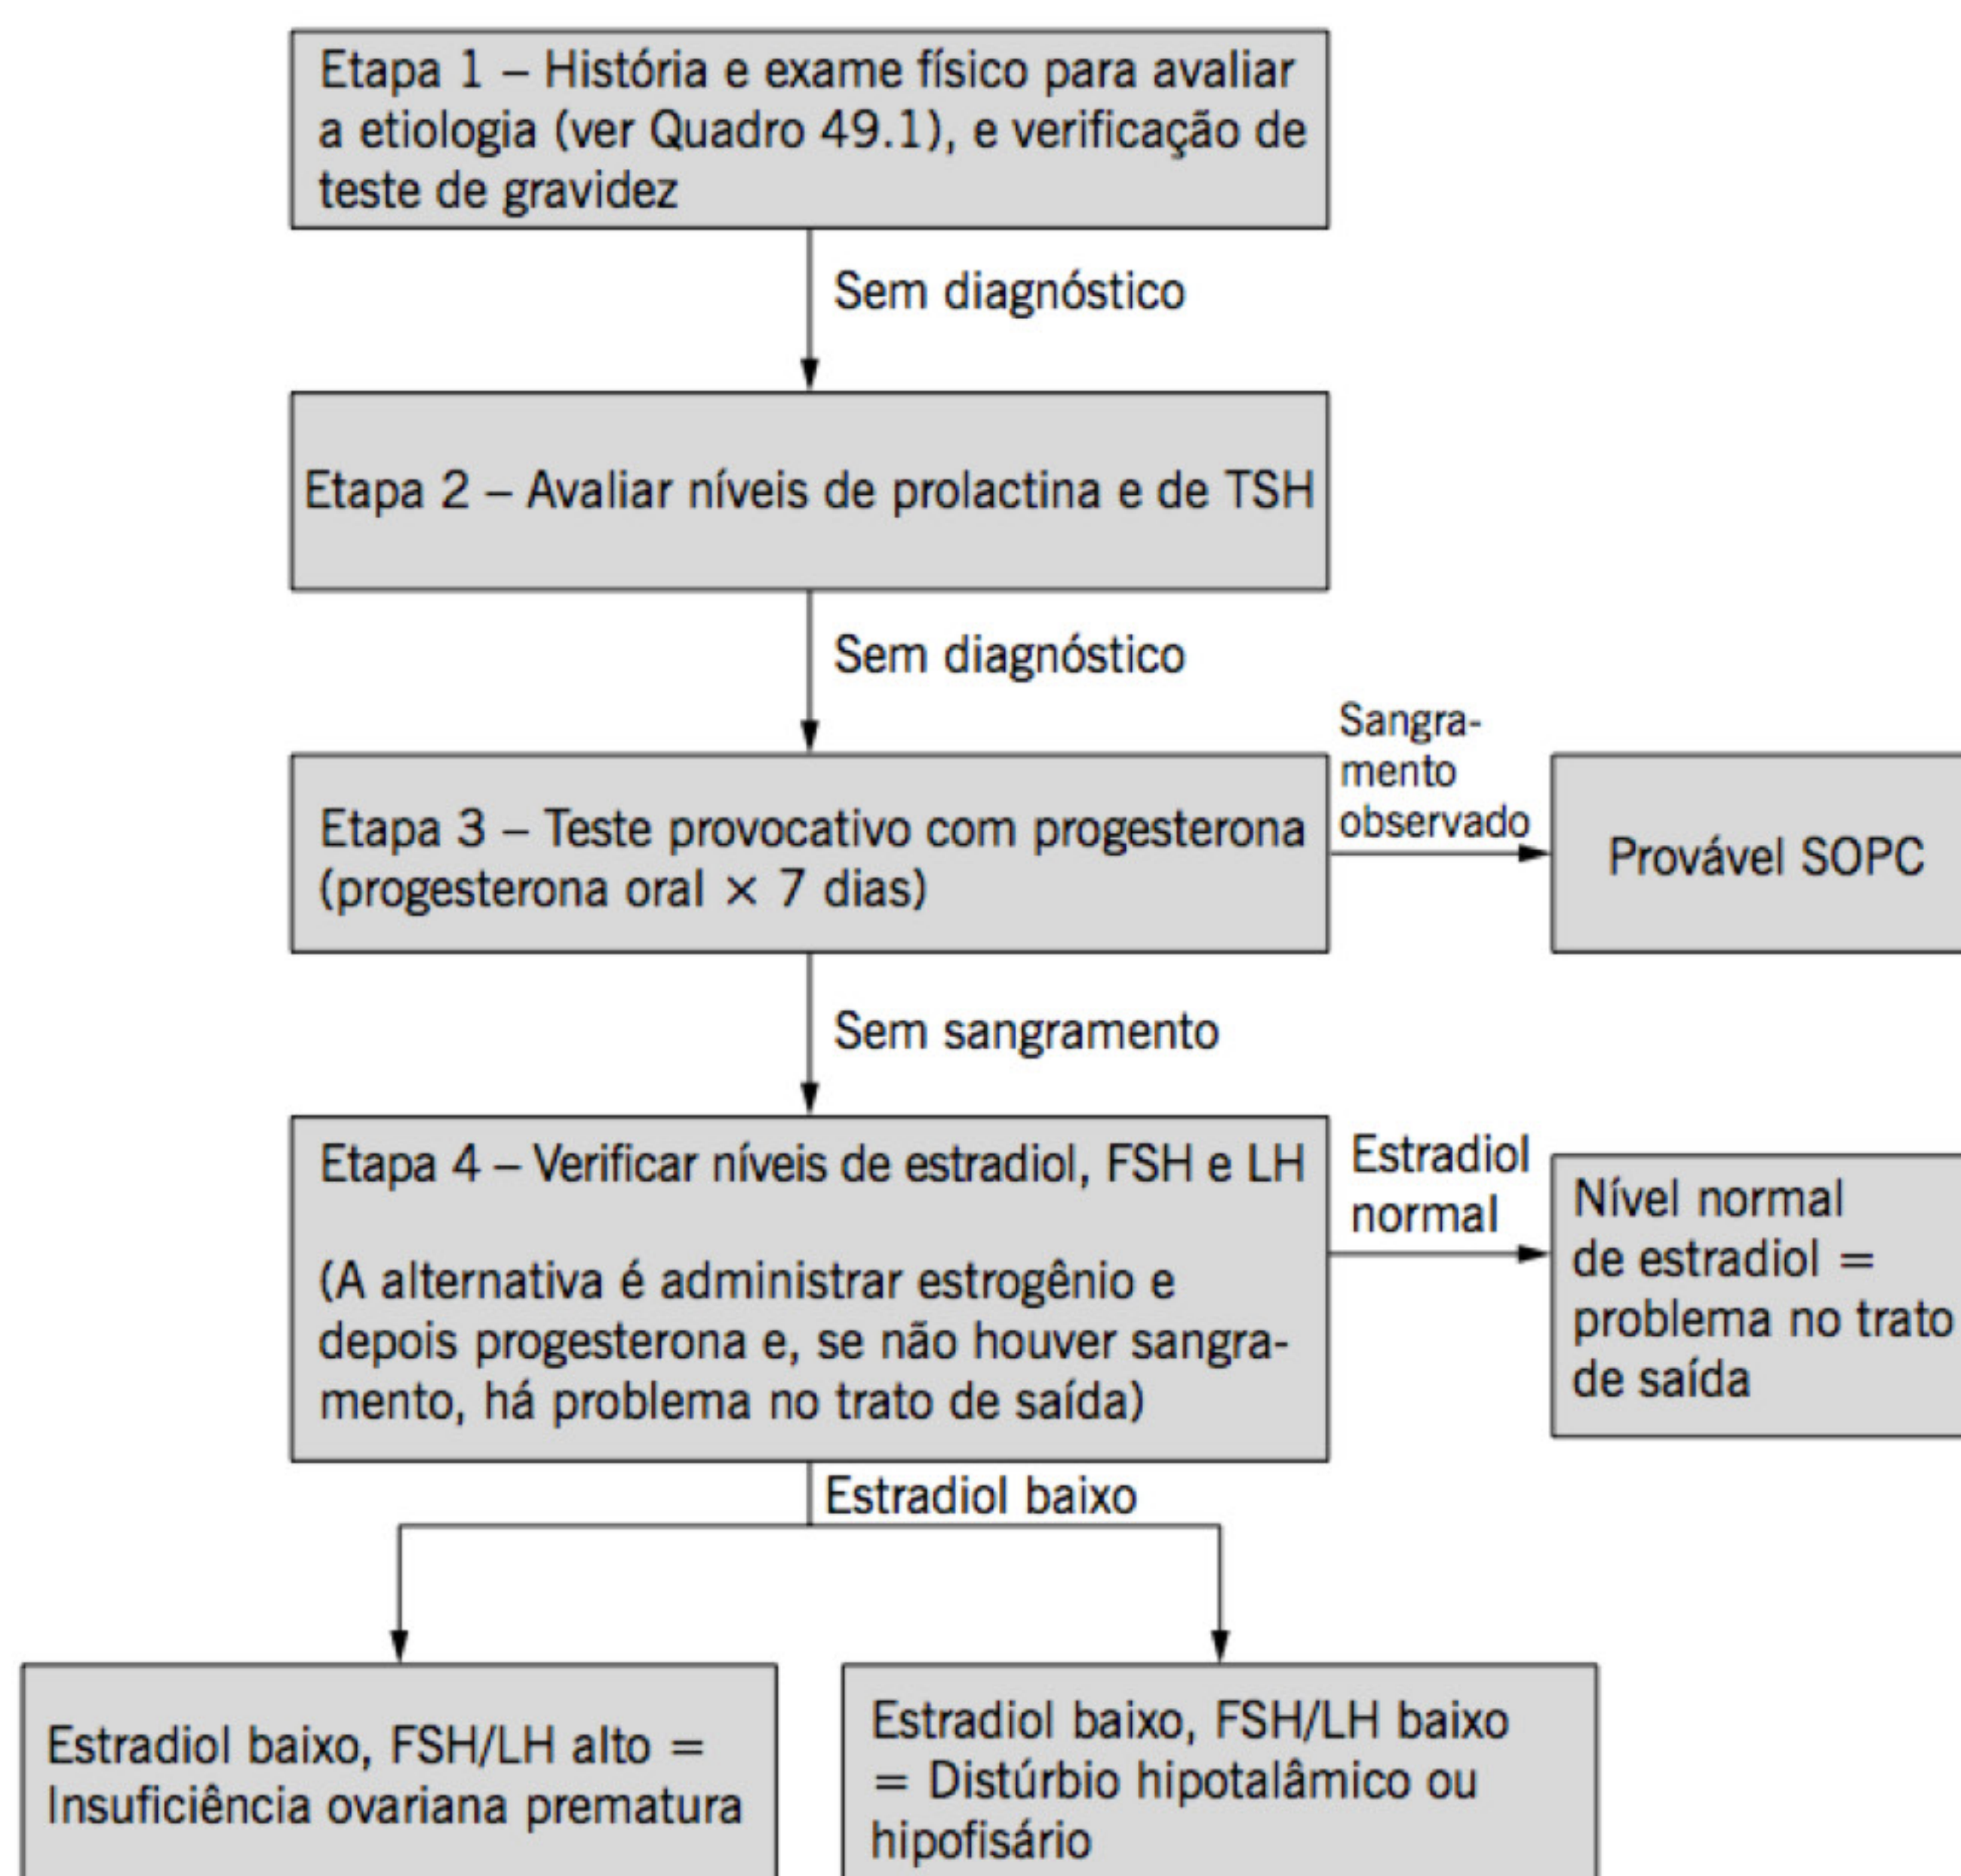 Etapa 1 – História e exame físico para avaliar
a etiologia (ver Quadro 49.1), e verificação de
teste de gravidez
Sem diagnóstico
Etapa 2 – Avaliar níveis de prolactina e de TSH
Sem diagnóstico
Sangra-
mento
observado
Etapa 3 – Teste provocativo com progesterona
(progesterona oral × 7 dias)
Provável SOPC
Sem sangramento
Etapa 4 – Verificar níveis de estradiol, FSH e LH
(A alternativa é administrar estrogênio e
depois progesterona e, se não houver sangra-
mento, há problema no trato de saída)
Estradiol
normal
Nível normal
de estradiol =
problema no trato
de saída
Estradiol baixo
Estradiol baixo, FSH/LH alto =
Insuficiência ovariana prematura
Estradiol baixo, FSH/LH baixo
= Distúrbio hipotalâmico ou
hipofisário